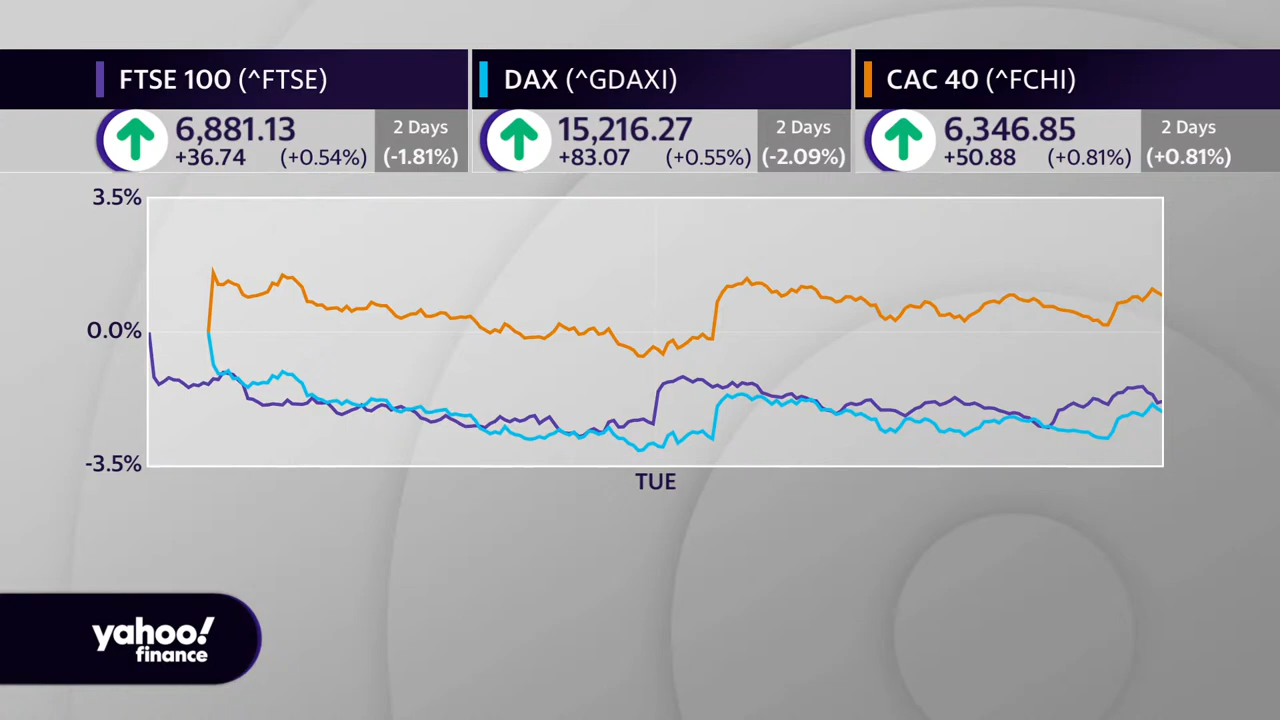 FTSE 100 (^FTSE)
6,881.13
+36.74 (+0.54%)
2 Days
(-1.81%)
DAX (^GDAXI)
15,216.27
+83.07 (+0.55%)
2 Days
(-2.09%)
CAC 40 (^FCHI)
6,346.85
+50.88 (+0.81%)
2 Days
(+0.81%)
3.5%
0.0%
-3.5%
TUE
yahoo!
finance